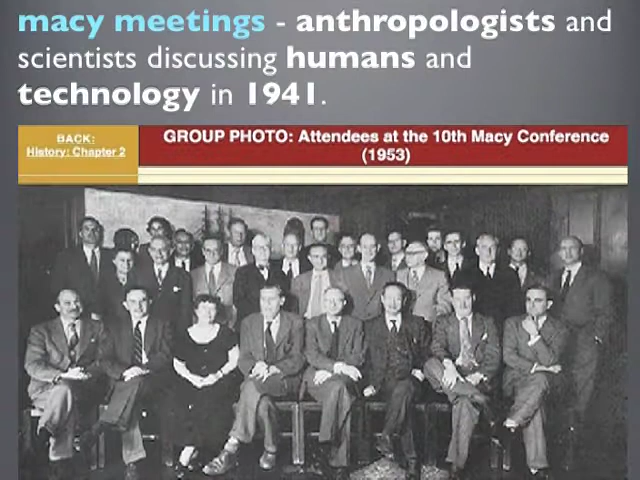 macy meetings - anthropologists and
scientists discussing humans and
technology in 1941.
BACK:
History: Chapter 2
GROUP PHOTO: Attendees at the 10th Macy Conference
(1953)